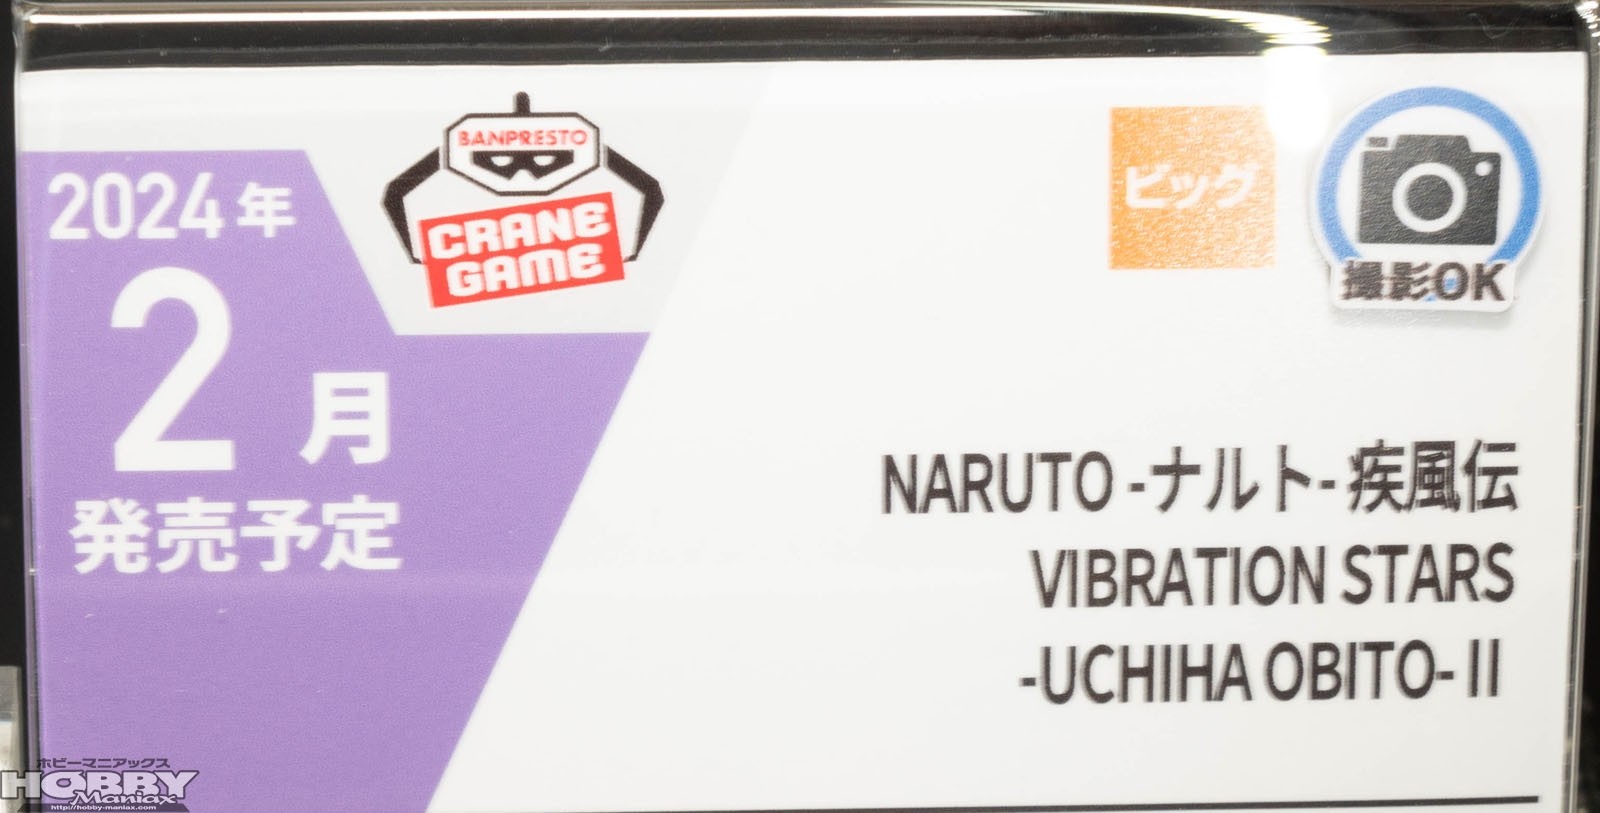 2024年
2月
発売予定
BANPRESTO
CRANE
GAME
ビッグ
撮影OK
NARUTO -ナルト- 疾風伝
VIBRATION STARS
-UCHIHA OBITO- II
ホビーマニアックス
HOBBY
Maniax
http://hobby-maniax.com/